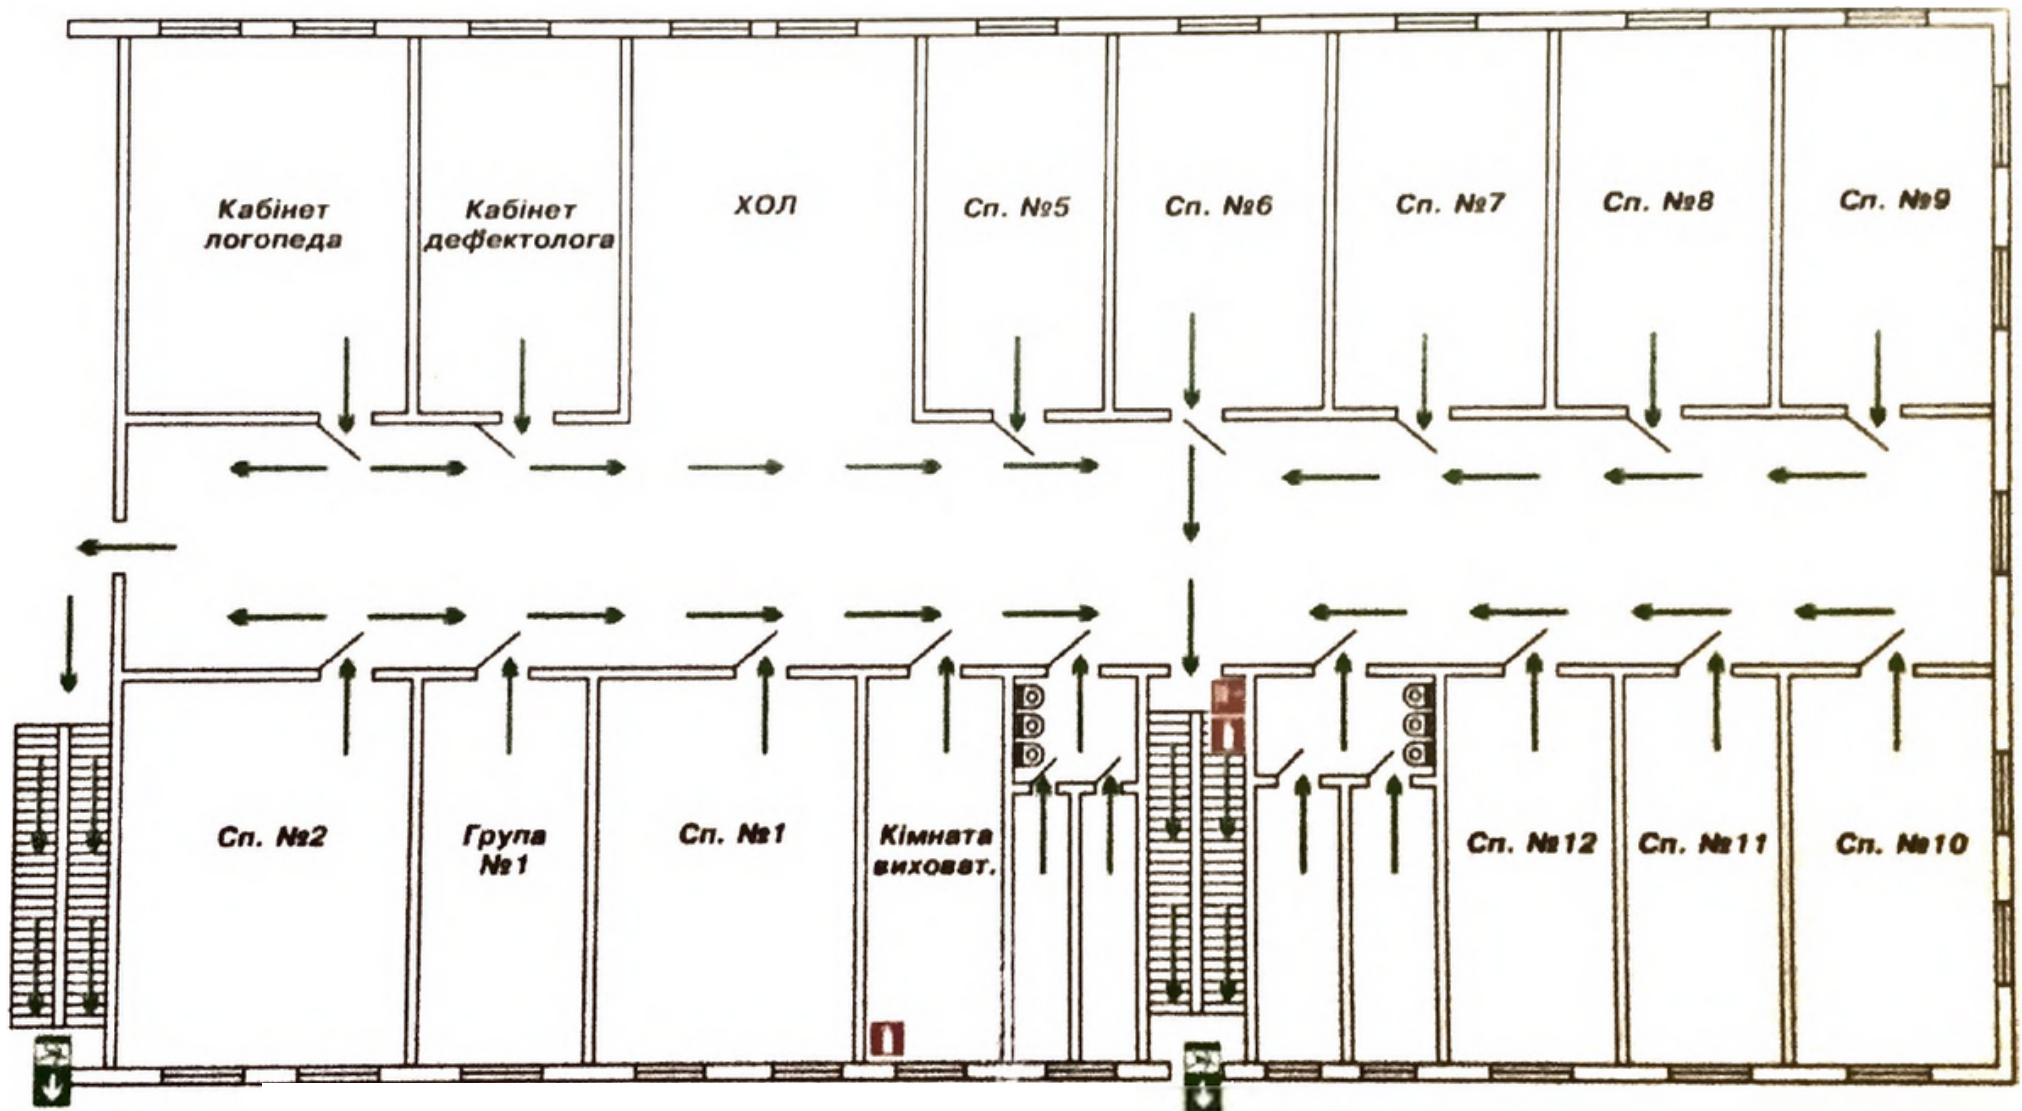 Кабінет
логопеда
Кабінет
дефектолога
ХОЛ
Сп. №5
Сп. №6
Сп. №7
Сп. №8
Сп. №9
Сп. №2
Група
№1
Сп. №1
Кімната
виховат.
Сп. №12
Сп. №11
Сп. №10